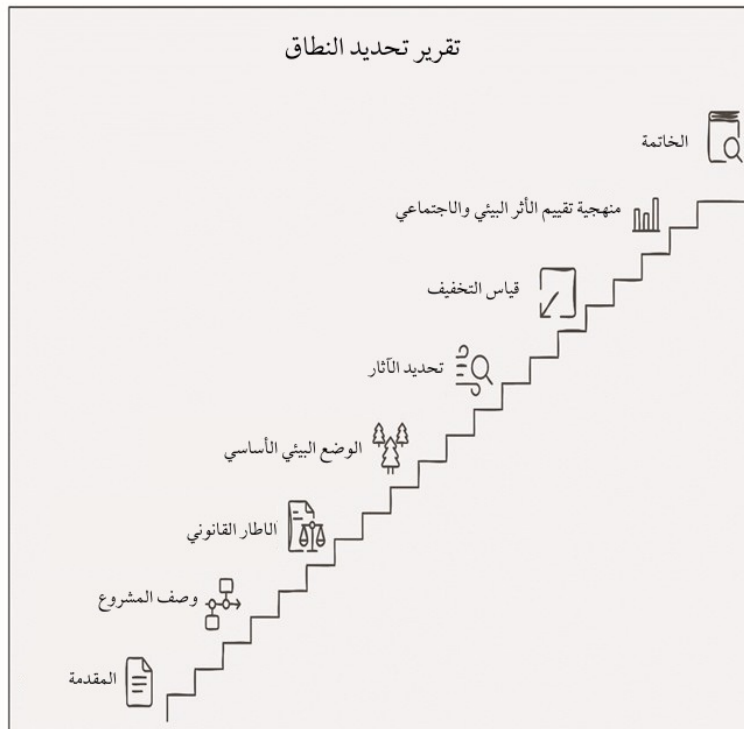 تقرير تحديد النطاق
الخاتمة
منهجية تقييم الأثر البيئي والاجتماعي
قياس التخفيف
تحديد الآثار
الوضع البيئي الأساسي
الاطار القانوني
وصف المشروع
المقدمة